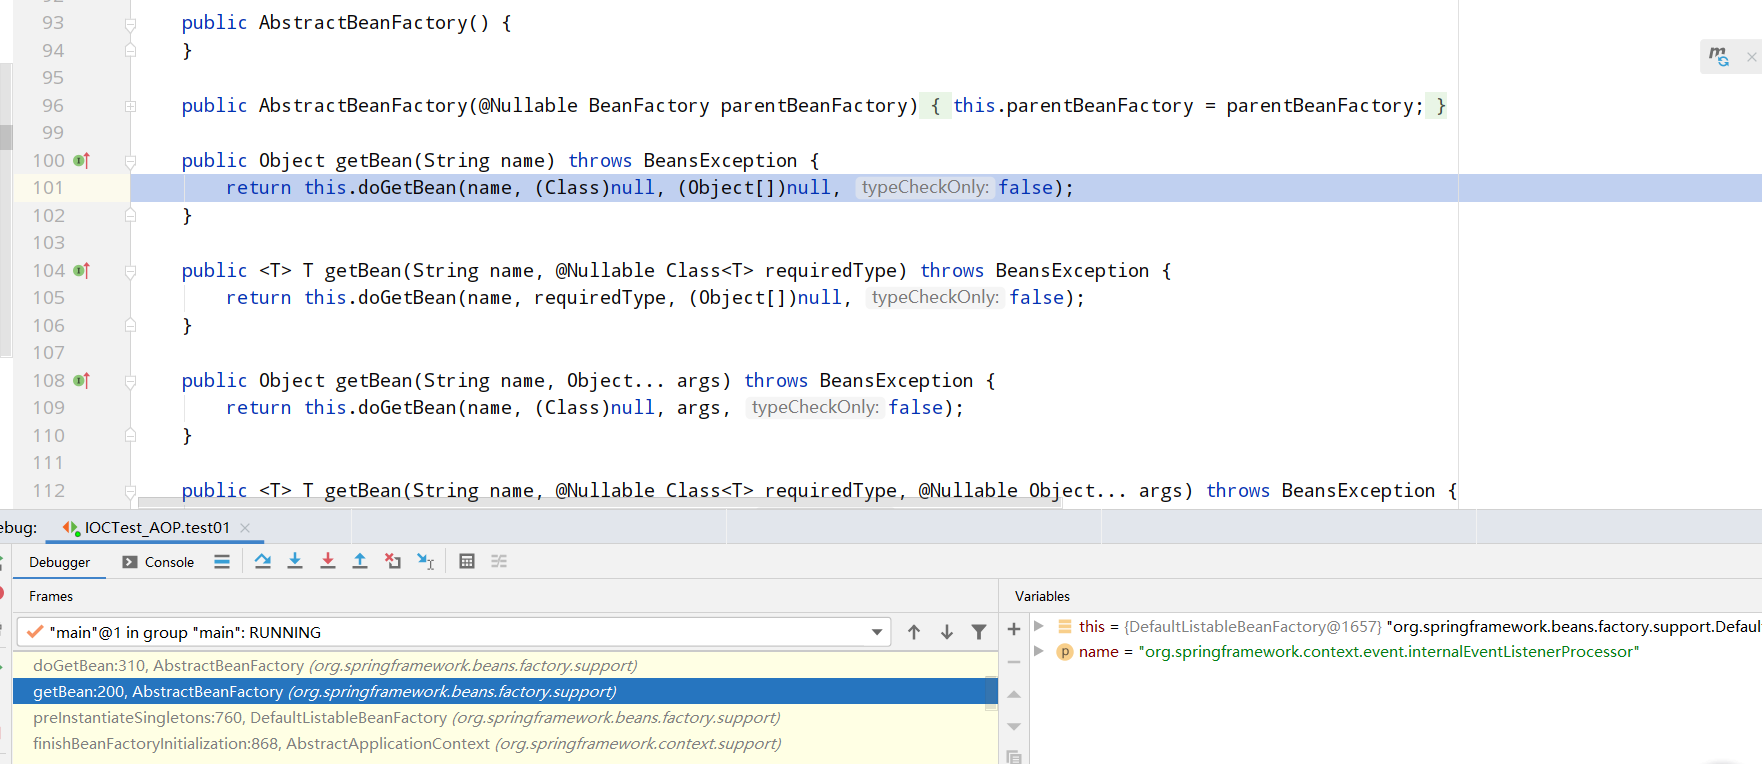 93 public AbstractBeanFactory() {
94 }
95
96 public AbstractBeanFactory(@Nullable BeanFactory parentBeanFactory) { this.parentBeanFactory = parentBeanFactory; }
99
100 public Object getBean(String name) throws BeansException {
101 return this.doGetBean(name, (Class)null, (Object[])null, typeCheckOnly: false);
102 }
103
104 public <T> T getBean(String name, @Nullable Class<T> requiredType) throws BeansException {
105 return this.doGetBean(name, requiredType, (Object[])null, typeCheckOnly: false);
106 }
107
108 public Object getBean(String name, Object... args) throws BeansException {
109 return this.doGetBean(name, (Class)null, args, typeCheckOnly: false);
110 }
111
112 public <T> T getBean(String name, @Nullable Class<T> requiredType, @Nullable Object... args) throws BeansException {
ebug: IOCTest_AOP.test01
Debugger Console
Frames
"main"@1 in group "main": RUNNING
doGetBean:310, AbstractBeanFactory (org.springframework.beans.factory.support)
getBean:200, AbstractBeanFactory (org.springframework.beans.factory.support)
preInstantiateSingletons:760, DefaultListableBeanFactory (org.springframework.beans.factory.support)
finishBeanFactoryInitialization:868, AbstractApplicationContext (org.springframework.context.support)
Variables
this = {DefaultListableBeanFactory@1657} "org.springframework.beans.factory.support.Defau
name = "org.springframework.context.event.internalEventListenerProcessor"